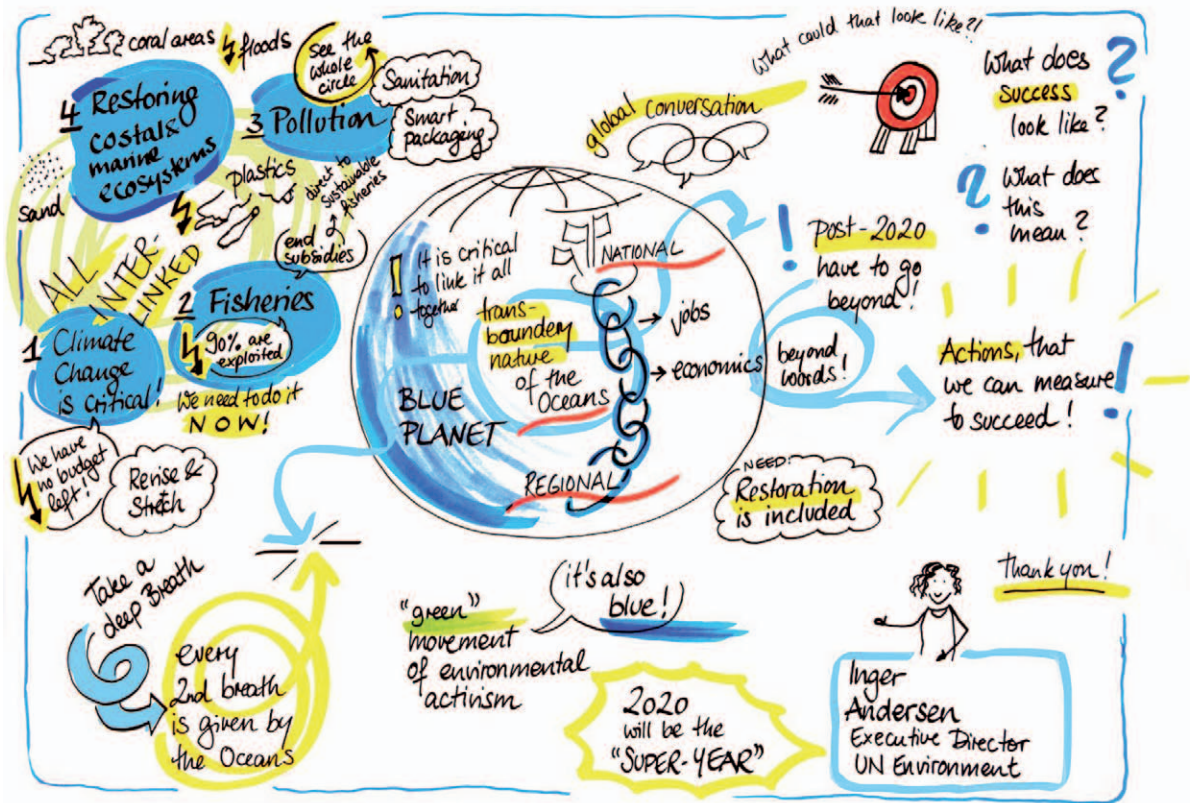 coral areas
floods
See the
whole
circle
Sanitation
Smart
packaging
4 Restoring
costal &
marine
ecosystems
3 Pollution
sand
plastics
direct to
sustainable
fisheries
end
subsidies
ALL
INTER-
LINKED
2 Fisheries
90% are
exploited
We need to do it
NOW!
1 Climate
Change
is critical!
We have
no budget
left!
Revise &
Stretch
What could that look like?!
global conversation
What does
success
look like?
?
?
What does
this
mean?
! It is critical
to link it all
together
NATIONAL
trans-
boundery
nature
of the
Oceans
→ jobs
→ economics
BLUE
PLANET
REGIONAL
! Post-2020
have to go
beyond!
beyond
words!
Actions, that
we can measure
to succeed!
!
NEED:
Restoration
is included
Take a
deep Breath
every
2nd breath
is given by
the Oceans
"green"
movement
of environmental
activism
it's also
blue!
2020
will be the
"SUPER-YEAR"
Thank you!
Inger
Andersen
Executive Director
UN Environment